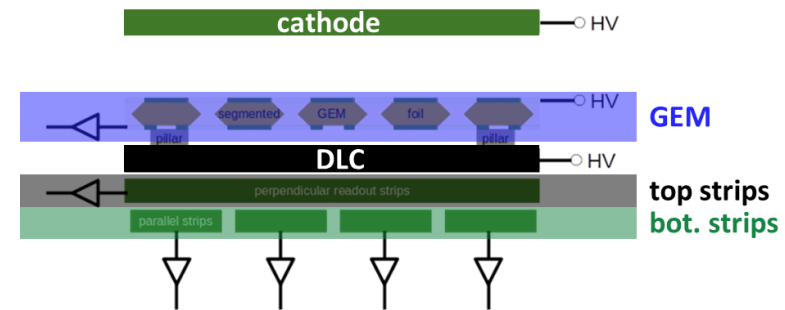 cathode
HV
HV
segmented GEM foil
GEM
pillar pillar
DLC
HV
perpendicular readout strips
top strips
parallel strips
bot. strips